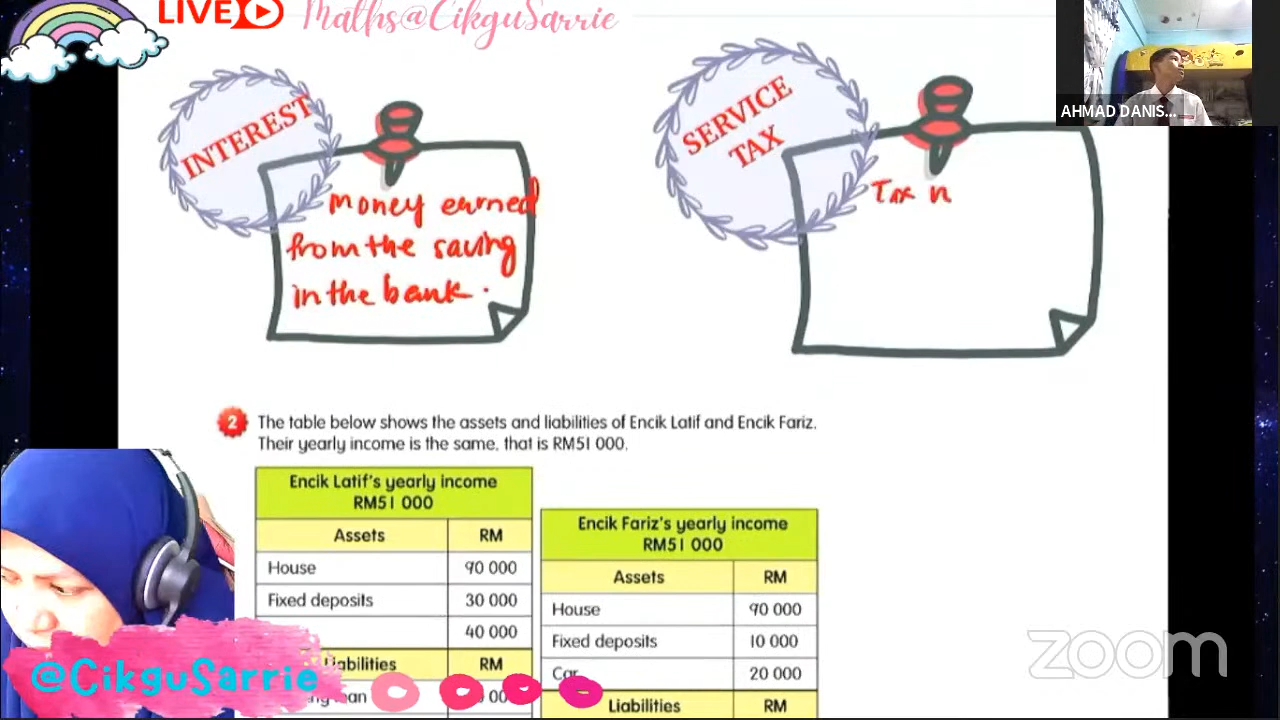 LIVE
Maths@CikguSarrie
AHMAD DANIS...
INTEREST
money earned
from the saving
in the bank.
SERVICE
TAX
Tax n
2
The table below shows the assets and liabilities of Encik Latif and Encik Fariz.
Their yearly income is the same, that is RM51 000.
Encik Latif's yearly income
RM51 000
Assets RM
House 90 000
Fixed deposits 30 000
40 000
RM
Encik Fariz's yearly income
RM51 000
Assets RM
House 90 000
Fixed deposits 10 000
Car 20 000
Liabilities RM
@CikguSarrie
zoom